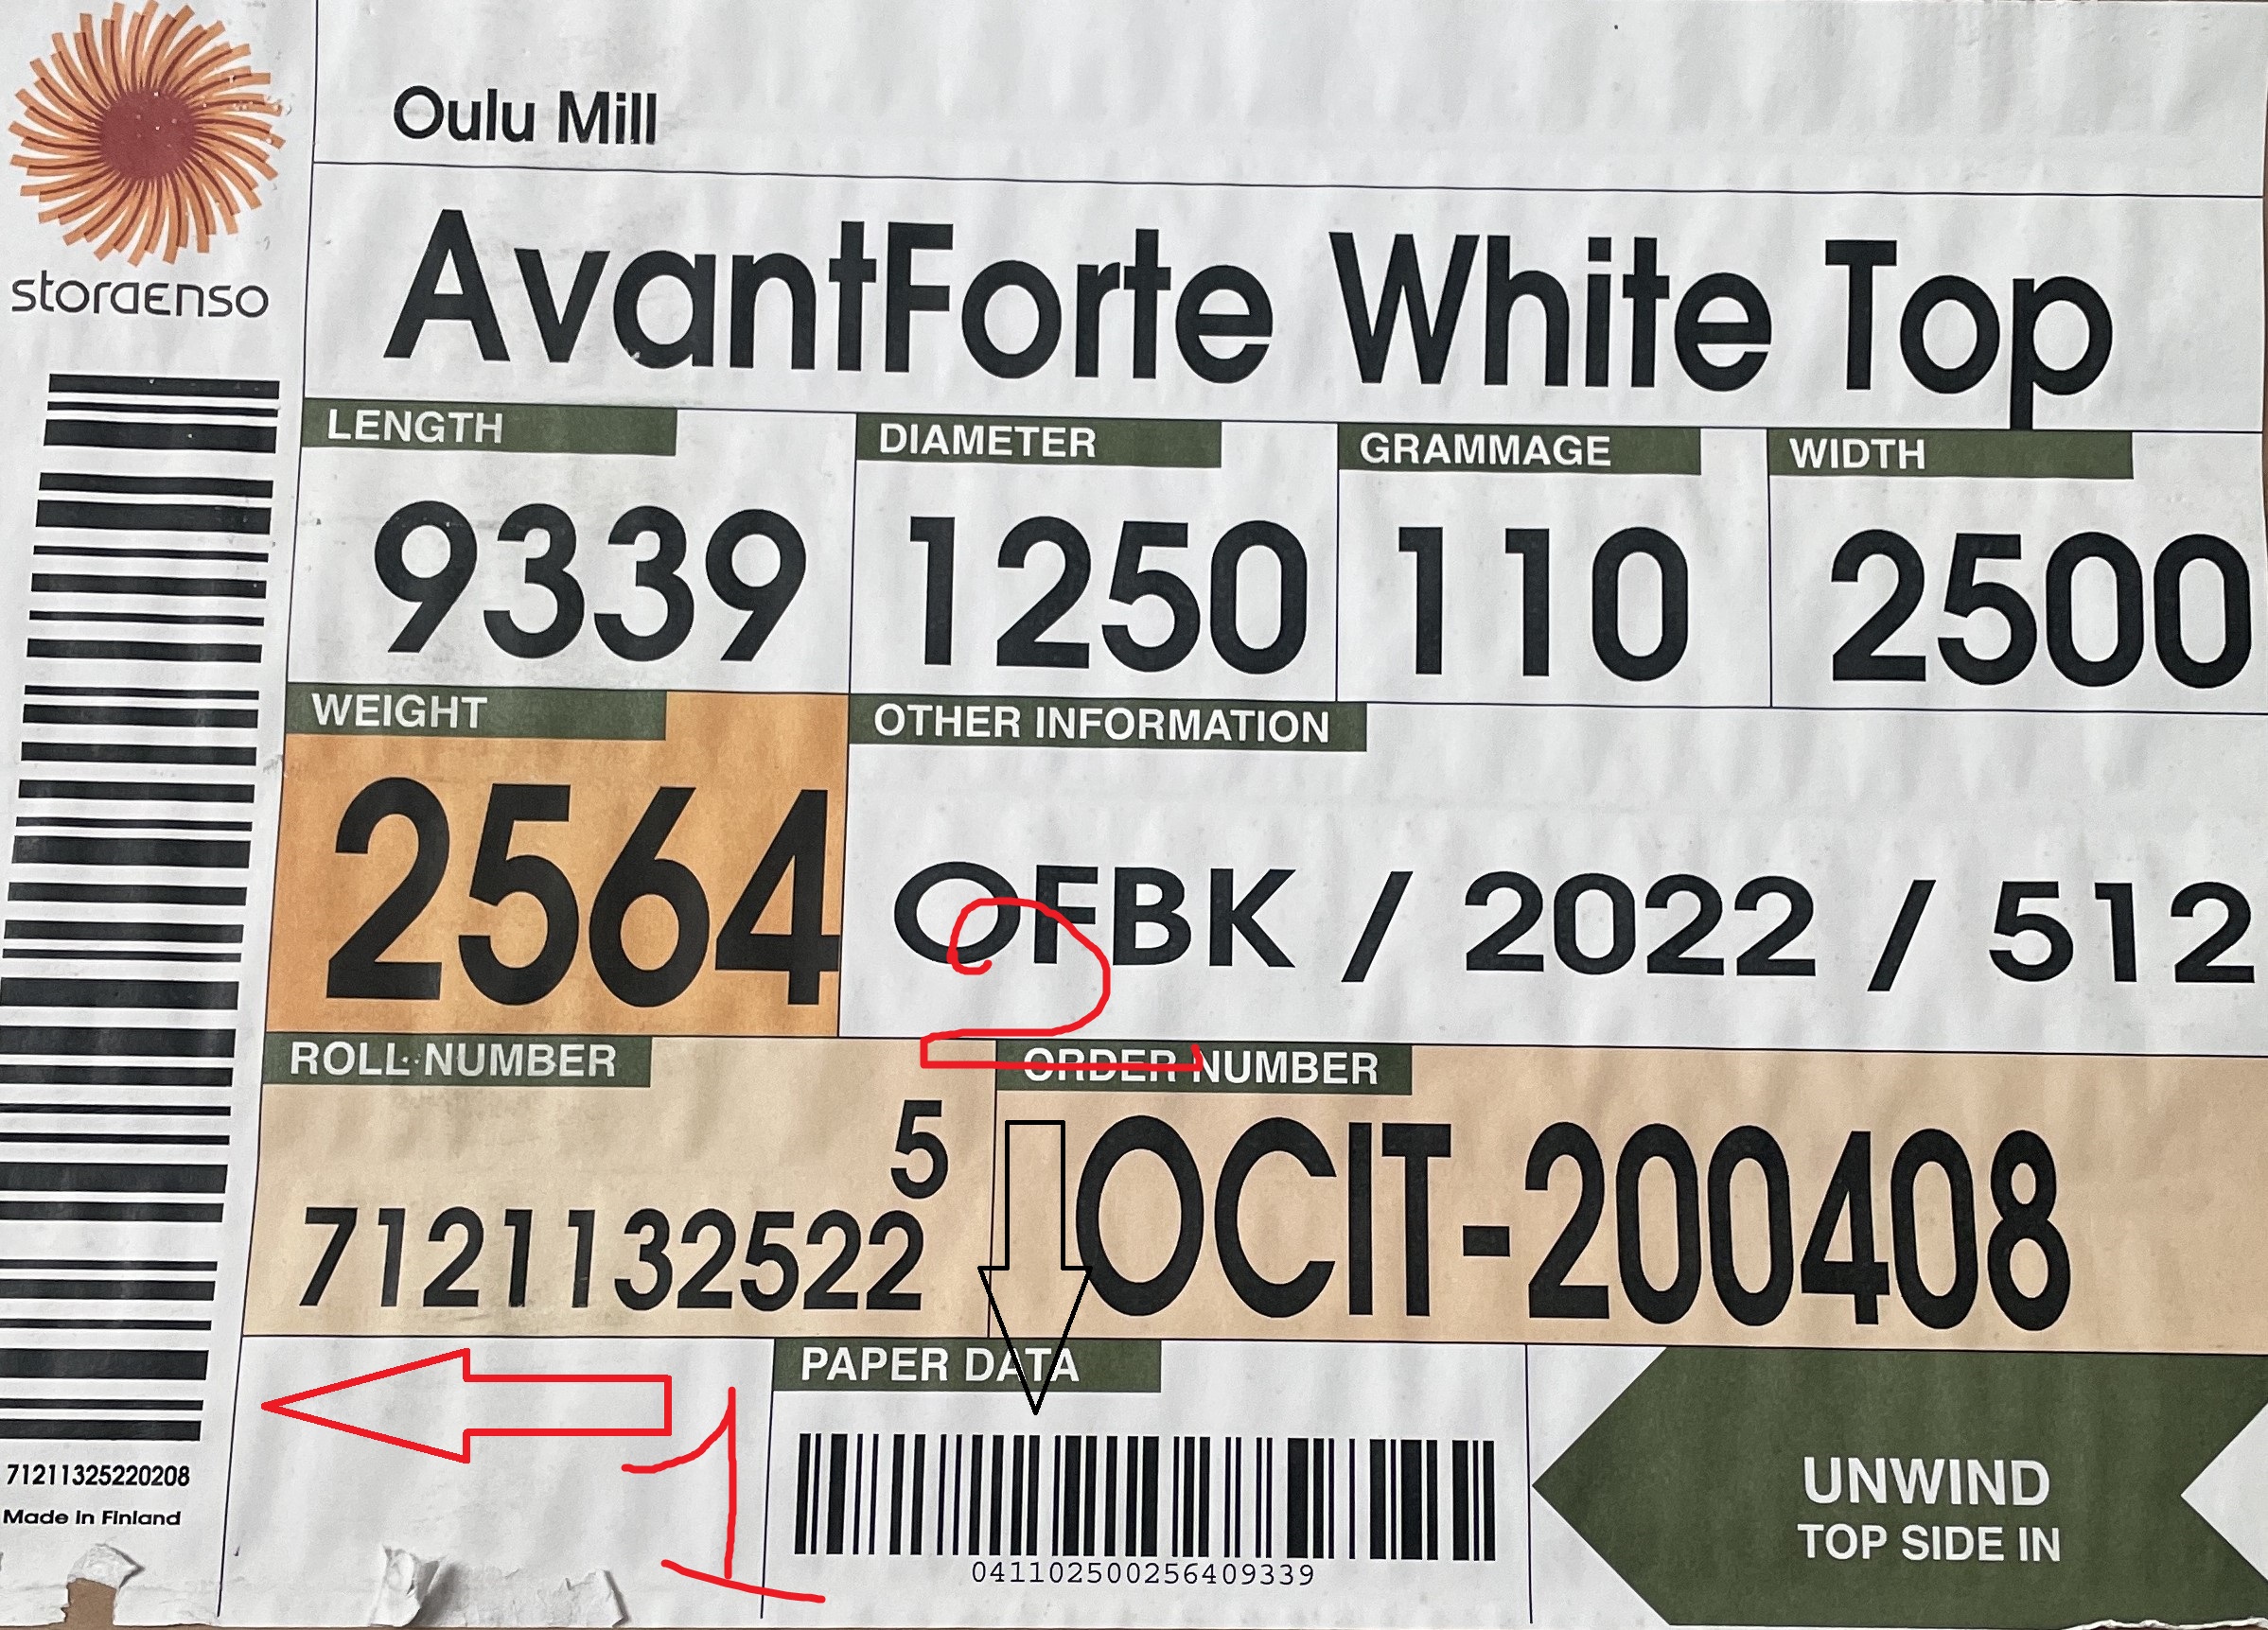 storaenso
Oulu Mill
AvantForte White Top
LENGTH DIAMETER GRAMMAGE WIDTH
9339 1250 110 2500
WEIGHT OTHER INFORMATION
2564 OFBK / 2022 / 512
2
ROLL NUMBER ORDER NUMBER
5
7121132522 OCIT-200408
PAPER DATA
1
71211325220208
Made in Finland
041102500256409339
UNWIND
TOP SIDE IN